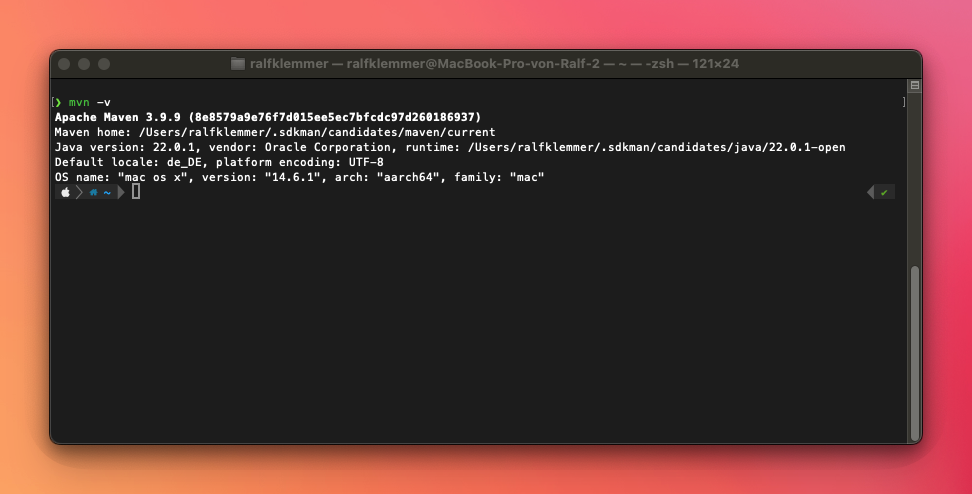 ralfklemmer — ralfklemmer@MacBook-Pro-von-Ralf-2 — ~ — -zsh — 121×24
[❯ mvn -v ]
Apache Maven 3.9.9 (8e8579a9e76f7d015ee5ec7bfcdc97d260186937)
Maven home: /Users/ralfklemmer/.sdkman/candidates/maven/current
Java version: 22.0.1, vendor: Oracle Corporation, runtime: /Users/ralfklemmer/.sdkman/candidates/java/22.0.1-open
Default locale: de_DE, platform encoding: UTF-8
OS name: "mac os x", version: "14.6.1", arch: "aarch64", family: "mac"
~ ✔